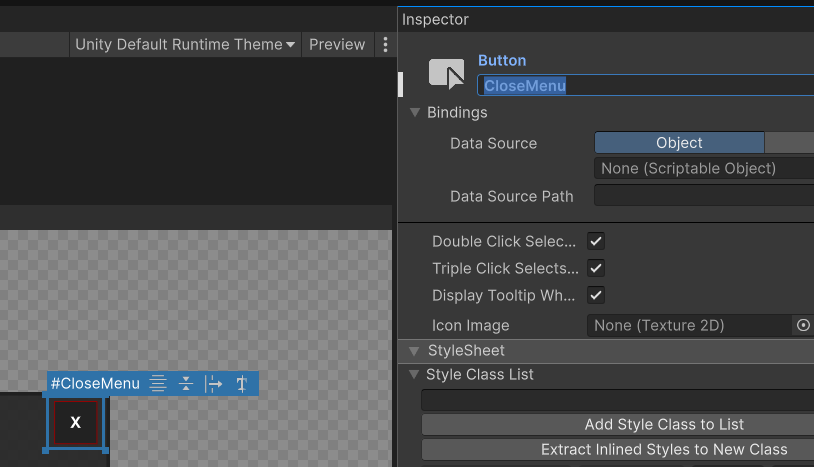 Inspector
Unity Default Runtime Theme
Preview
Button
CloseMenu
Bindings
Data Source
Object
None (Scriptable Object)
Data Source Path
Double Click Selec...
Triple Click Selects...
Display Tooltip Wh...
Icon Image
None (Texture 2D)
StyleSheet
Style Class List
#CloseMenu
X
Add Style Class to List
Extract Inlined Styles to New Class